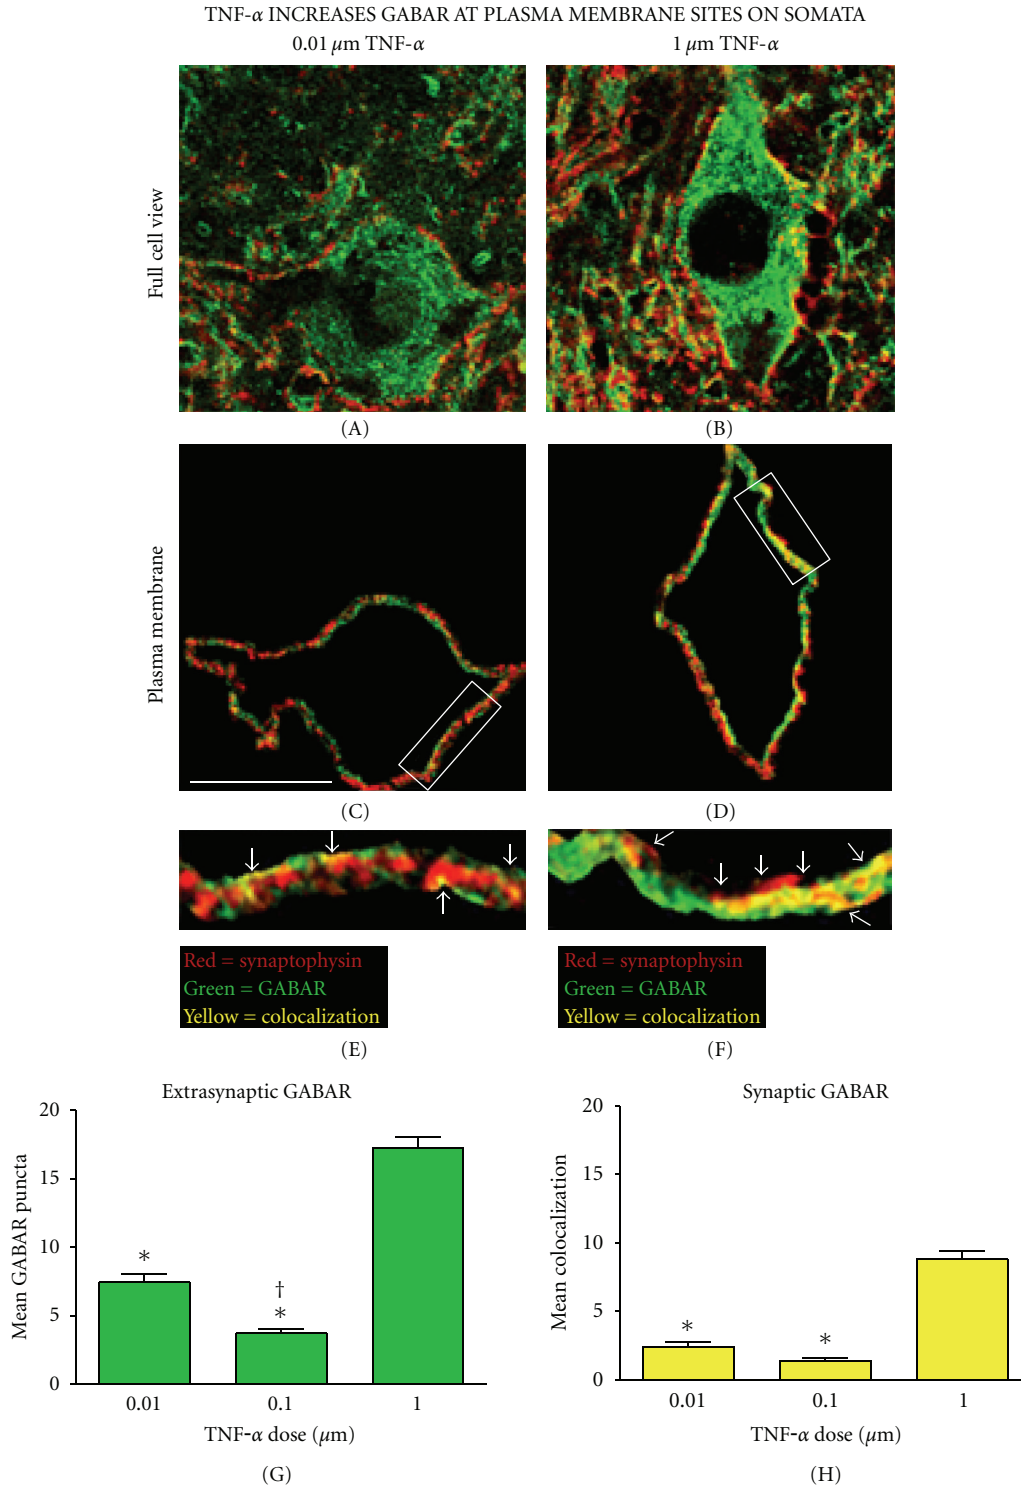 TNF-α INCREASES GABAR AT PLASMA MEMBRANE SITES ON SOMATA
0.01 μm TNF-α
1 μm TNF-α
Full cell view
(A)
(B)
Plasma membrane
(C)
(D)
Red = synaptophysin
Green = GABAR
Yellow = colocalization
(E)
Red = synaptophysin
Green = GABAR
Yellow = colocalization
(F)
Extrasynaptic GABAR
Mean GABAR puncta
20
15
10
5
0
*
†
*
0.01
0.1
1
TNF-α dose (μm)
(G)
Synaptic GABAR
Mean colocalization
20
15
10
5
0
*
*
0.01
0.1
1
TNF-α dose (μm)
(H)